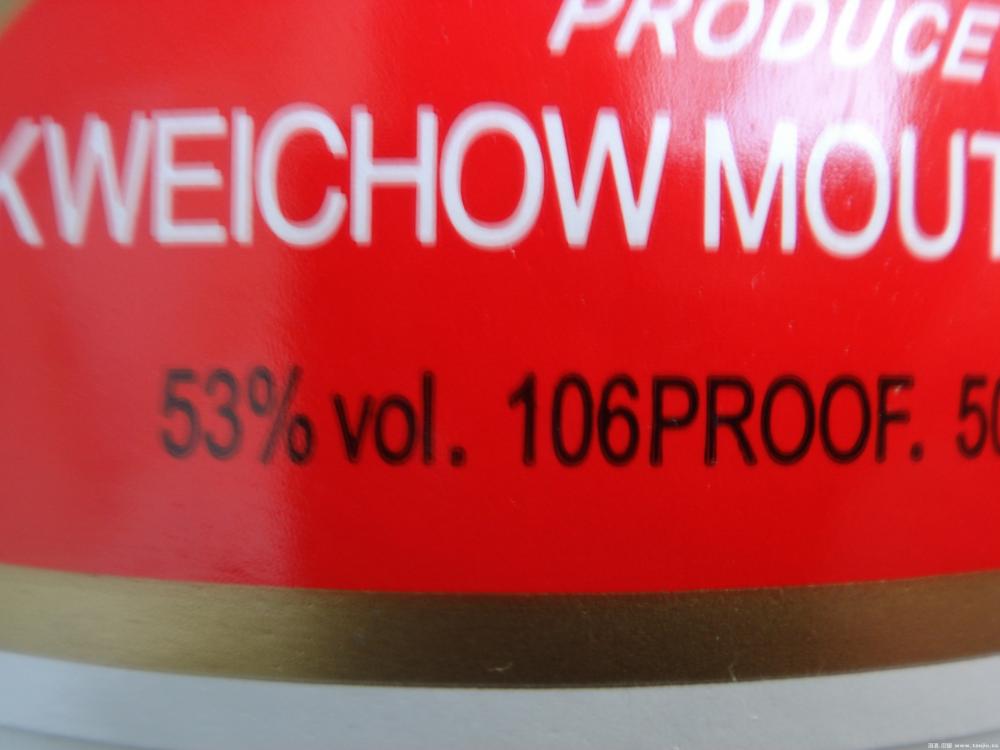 PRODUCE
KWEICHOW MOUT
53% vol. 106PROOF. 50